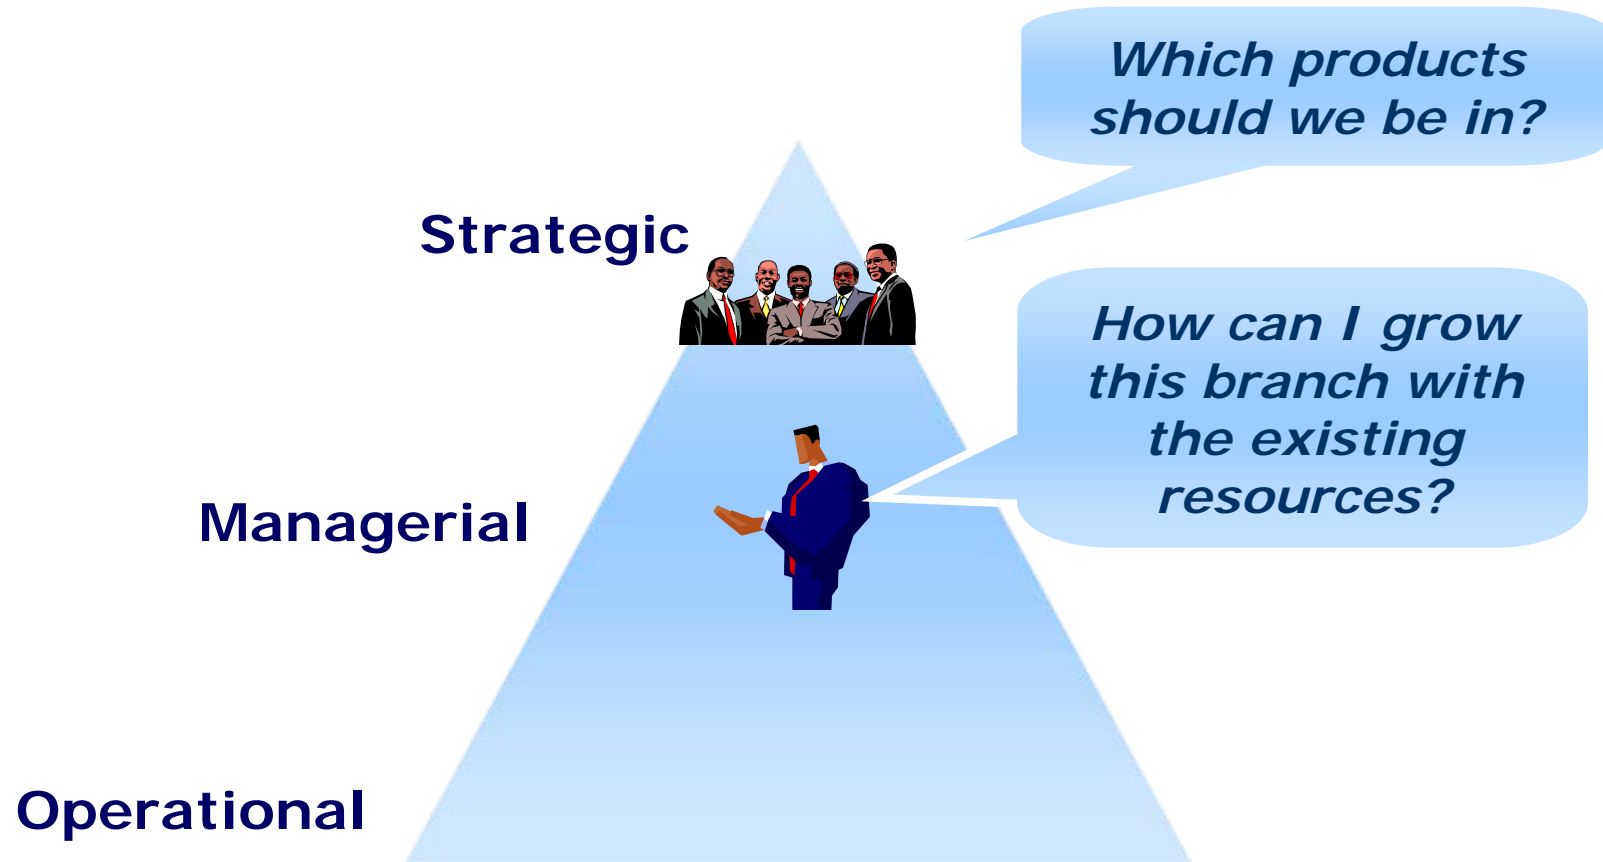 Which products
should we be in?
Strategic
How can I grow
this branch with
the existing
resources?
Managerial
Operational